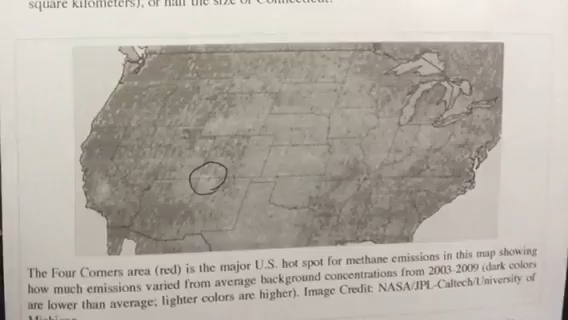 square kilometers), or half the size of Connecticut.
The Four Corners area (red) is the major U.S. hot spot for methane emissions in this map showing
how much emissions varied from average background concentrations from 2003-2009 (dark colors
are lower than average; lighter colors are higher). Image Credit: NASA/JPL-Caltech/University of
Michigan